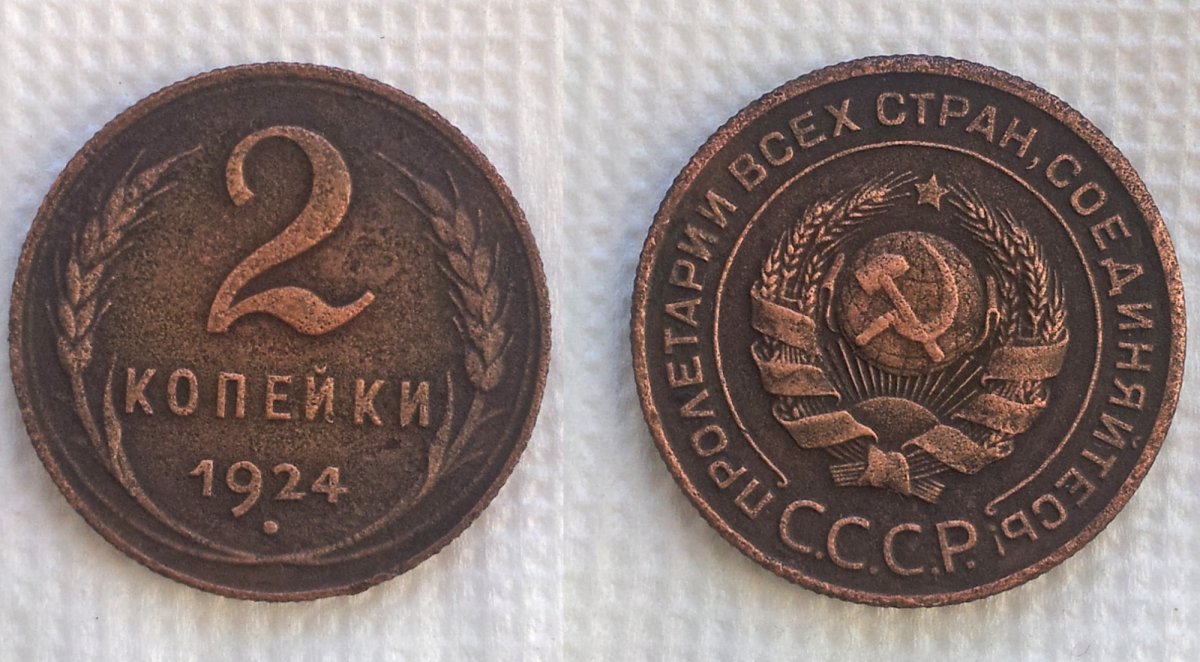 2
КОПЕЙКИ
1924
ПРОЛЕТАРИИ ВСЕХ СТРАН, СОЕДИНЯЙТЕСЬ!
С.С.С.Р.